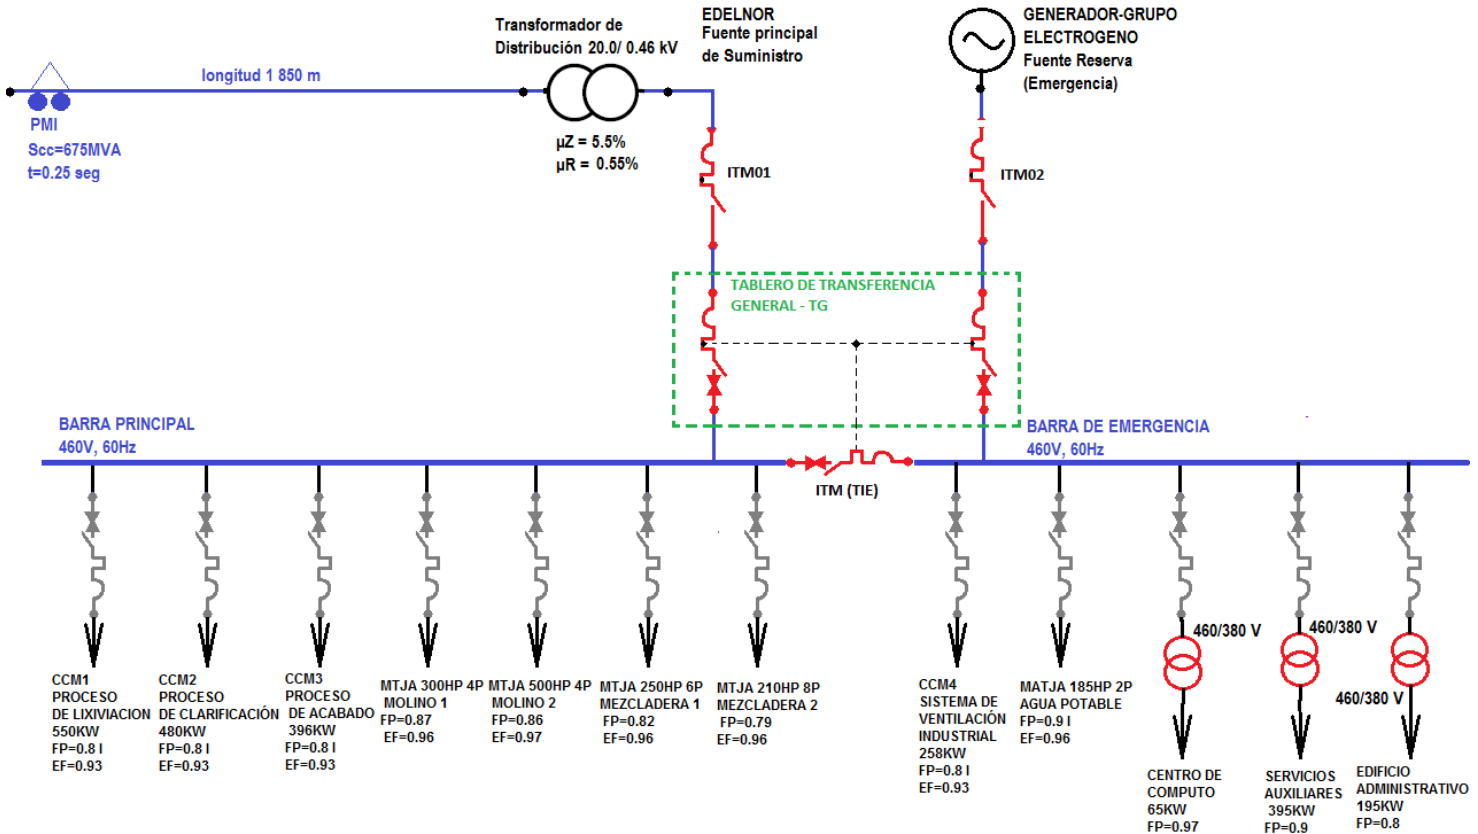 Transformador de
Distribución 20.0/ 0.46 kV
EDELNOR
Fuente principal
de Suministro
GENERADOR-GRUPO
ELECTROGENO
Fuente Reserva
(Emergencia)
longitud 1 850 m
PMI
Scc=675MVA
t=0.25 seg
µZ = 5.5%
µR = 0.55%
ITM01
ITM02
TABLERO DE TRANSFERENCIA
GENERAL - TG
BARRA PRINCIPAL
460V, 60Hz
BARRA DE EMERGENCIA
460V, 60Hz
ITM (TIE)
460/380 V
460/380 V
460/380 V
CCM1
PROCESO
DE LIXIVIACION
550KW
FP=0.8 I
EF=0.93
CCM2
PROCESO
DE CLARIFICACIÓN
480KW
FP=0.8 I
EF=0.93
CCM3
PROCESO
DE ACABADO
396KW
FP=0.8 I
EF=0.93
MTJA 300HP 4P
MOLINO 1
FP=0.87
EF=0.96
MTJA 500HP 4P
MOLINO 2
FP=0.86
EF=0.97
MTJA 250HP 6P
MEZCLADERA 1
FP=0.82
EF=0.96
MTJA 210HP 8P
MEZCLADERA 2
FP=0.79
EF=0.96
CCM4
SISTEMA DE
VENTILACIÓN
INDUSTRIAL
258KW
FP=0.8 I
EF=0.93
MATJA 185HP 2P
AGUA POTABLE
FP=0.9 I
EF=0.96
CENTRO DE
COMPUTO
65KW
FP=0.97
SERVICIOS
AUXILIARES
395KW
FP=0.9
EDIFICIO
ADMINISTRATIVO
195KW
FP=0.8